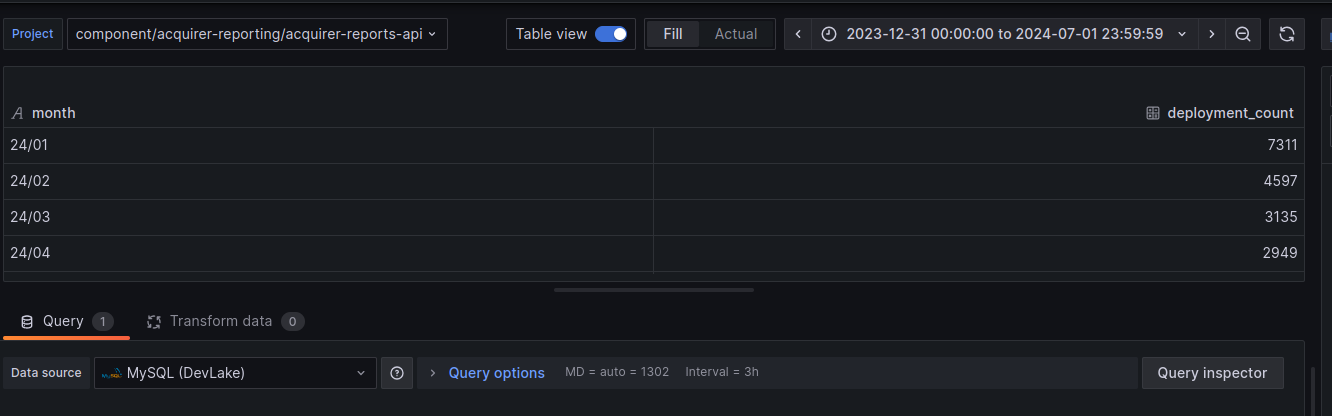 Project component/acquirer-reporting/acquirer-reports-api Table view Fill Actual 2023-12-31 00:00:00 to 2024-07-01 23:59:59
month deployment_count
24/01 7311
24/02 4597
24/03 3135
24/04 2949
Query 1 Transform data 0
Data source MySQL (DevLake) Query options MD = auto = 1302 Interval = 3h Query inspector